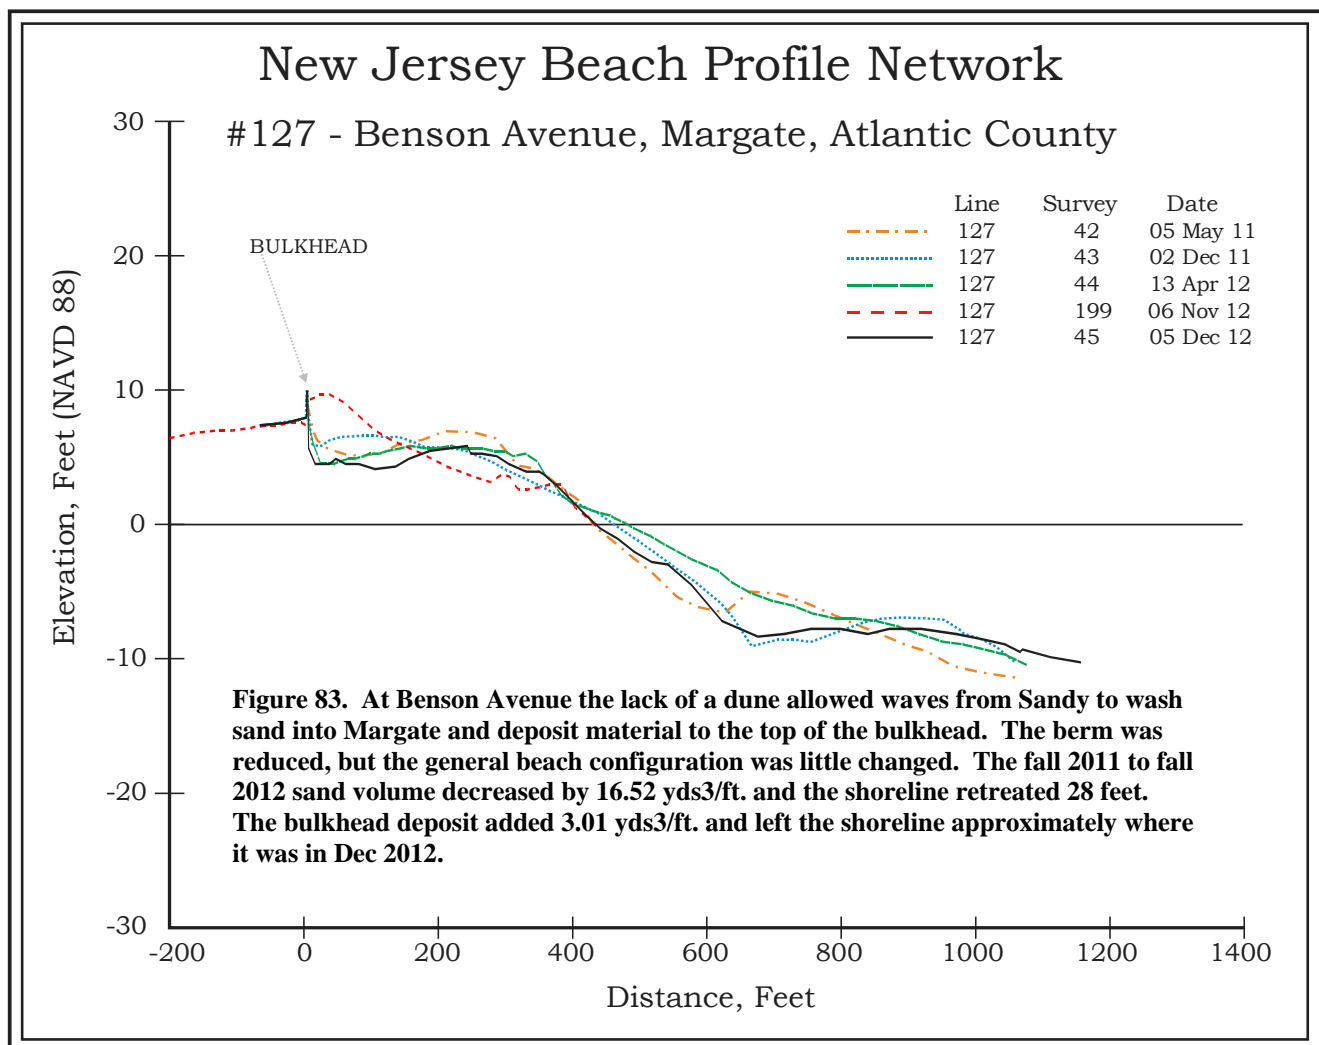 New Jersey Beach Profile Network
#127 - Benson Avenue, Margate, Atlantic County
Line Survey Date
127 42 05 May 11
127 43 02 Dec 11
127 44 13 Apr 12
127 199 06 Nov 12
127 45 05 Dec 12
BULKHEAD
Elevation, Feet (NAVD 88)
30
20
10
0
-10
-20
-30
Figure 83. At Benson Avenue the lack of a dune allowed waves from Sandy to wash
sand into Margate and deposit material to the top of the bulkhead. The berm was
reduced, but the general beach configuration was little changed. The fall 2011 to fall
2012 sand volume decreased by 16.52 yds3/ft. and the shoreline retreated 28 feet.
The bulkhead deposit added 3.01 yds3/ft. and left the shoreline approximately where
it was in Dec 2012.
-200 0 200 400 600 800 1000 1200 1400
Distance, Feet